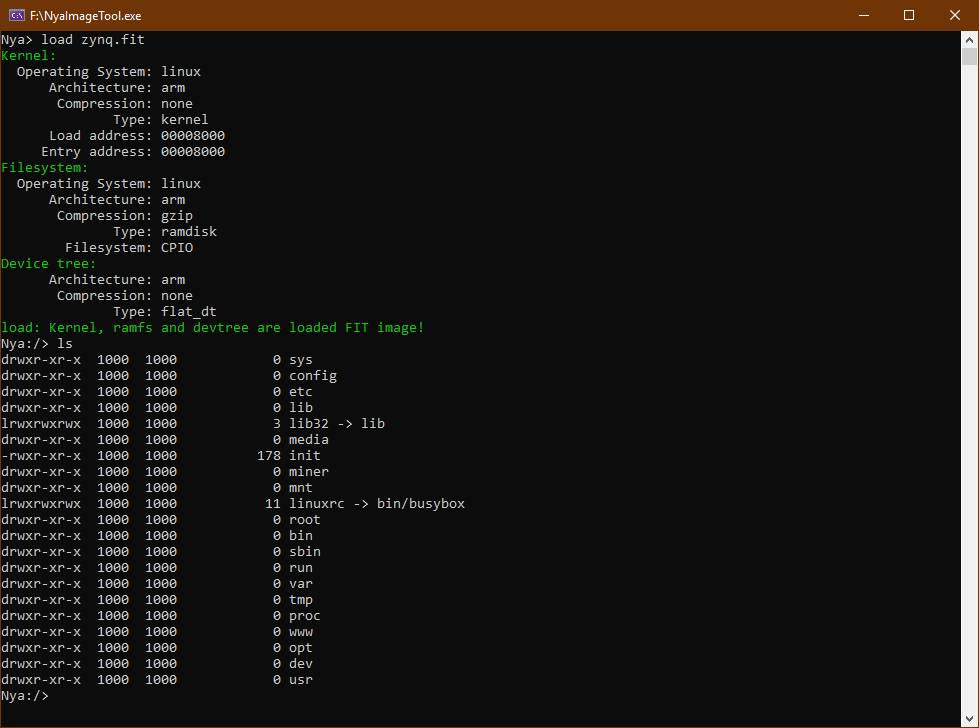 F:\NyaImageTool.exe
Nya> load zynq.fit
Kernel:
  Operating System: linux
      Architecture: arm
       Compression: none
              Type: kernel
      Load address: 00008000
     Entry address: 00008000
Filesystem:
  Operating System: linux
      Architecture: arm
       Compression: gzip
              Type: ramdisk
        Filesystem: CPIO
Device tree:
      Architecture: arm
       Compression: none
              Type: flat_dt
load: Kernel, ramfs and devtree are loaded FIT image!
Nya:/> ls
drwxr-xr-x  1000  1000            0 sys
drwxr-xr-x  1000  1000            0 config
drwxr-xr-x  1000  1000            0 etc
drwxr-xr-x  1000  1000            0 lib
lrwxrwxrwx  1000  1000            3 lib32 -> lib
drwxr-xr-x  1000  1000            0 media
-rwxr-xr-x  1000  1000          178 init
drwxr-xr-x  1000  1000            0 miner
drwxr-xr-x  1000  1000            0 mnt
lrwxrwxrwx  1000  1000           11 linuxrc -> bin/busybox
drwxr-xr-x  1000  1000            0 root
drwxr-xr-x  1000  1000            0 bin
drwxr-xr-x  1000  1000            0 sbin
drwxr-xr-x  1000  1000            0 run
drwxr-xr-x  1000  1000            0 var
drwxr-xr-x  1000  1000            0 tmp
drwxr-xr-x  1000  1000            0 proc
drwxr-xr-x  1000  1000            0 www
drwxr-xr-x  1000  1000            0 opt
drwxr-xr-x  1000  1000            0 dev
drwxr-xr-x  1000  1000            0 usr
Nya:/>